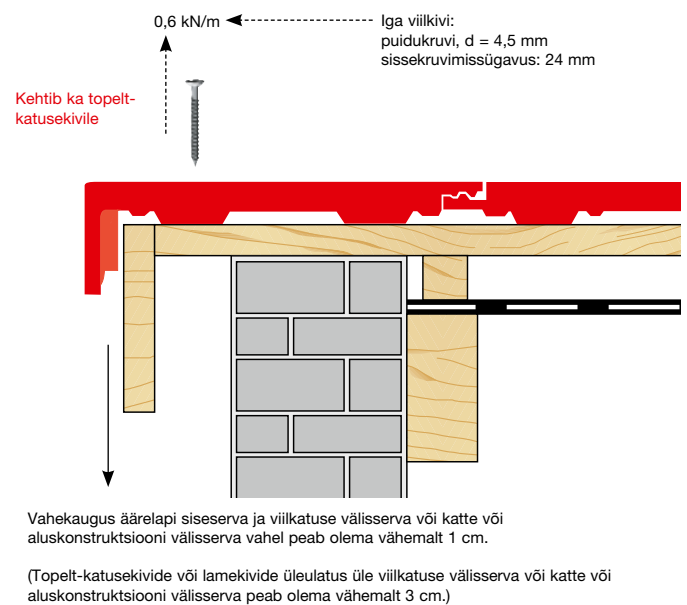 0,6 kN/m
Iga viilkivi:
puidukruvi, d = 4,5 mm
sissekruvimissügavus: 24 mm
Kehtib ka topelt-
katusekivile
Vahekaugus äärelapi siseserva ja viilkatuse välisserva või katte või
aluskonstruktsiooni välisserva vahel peab olema vähemalt 1 cm.
(Topelt-katusekivide või lamekivide üleulatus üle viilkatuse välisserva või katte või
aluskonstruktsiooni välisserva peab olema vähemalt 3 cm.)